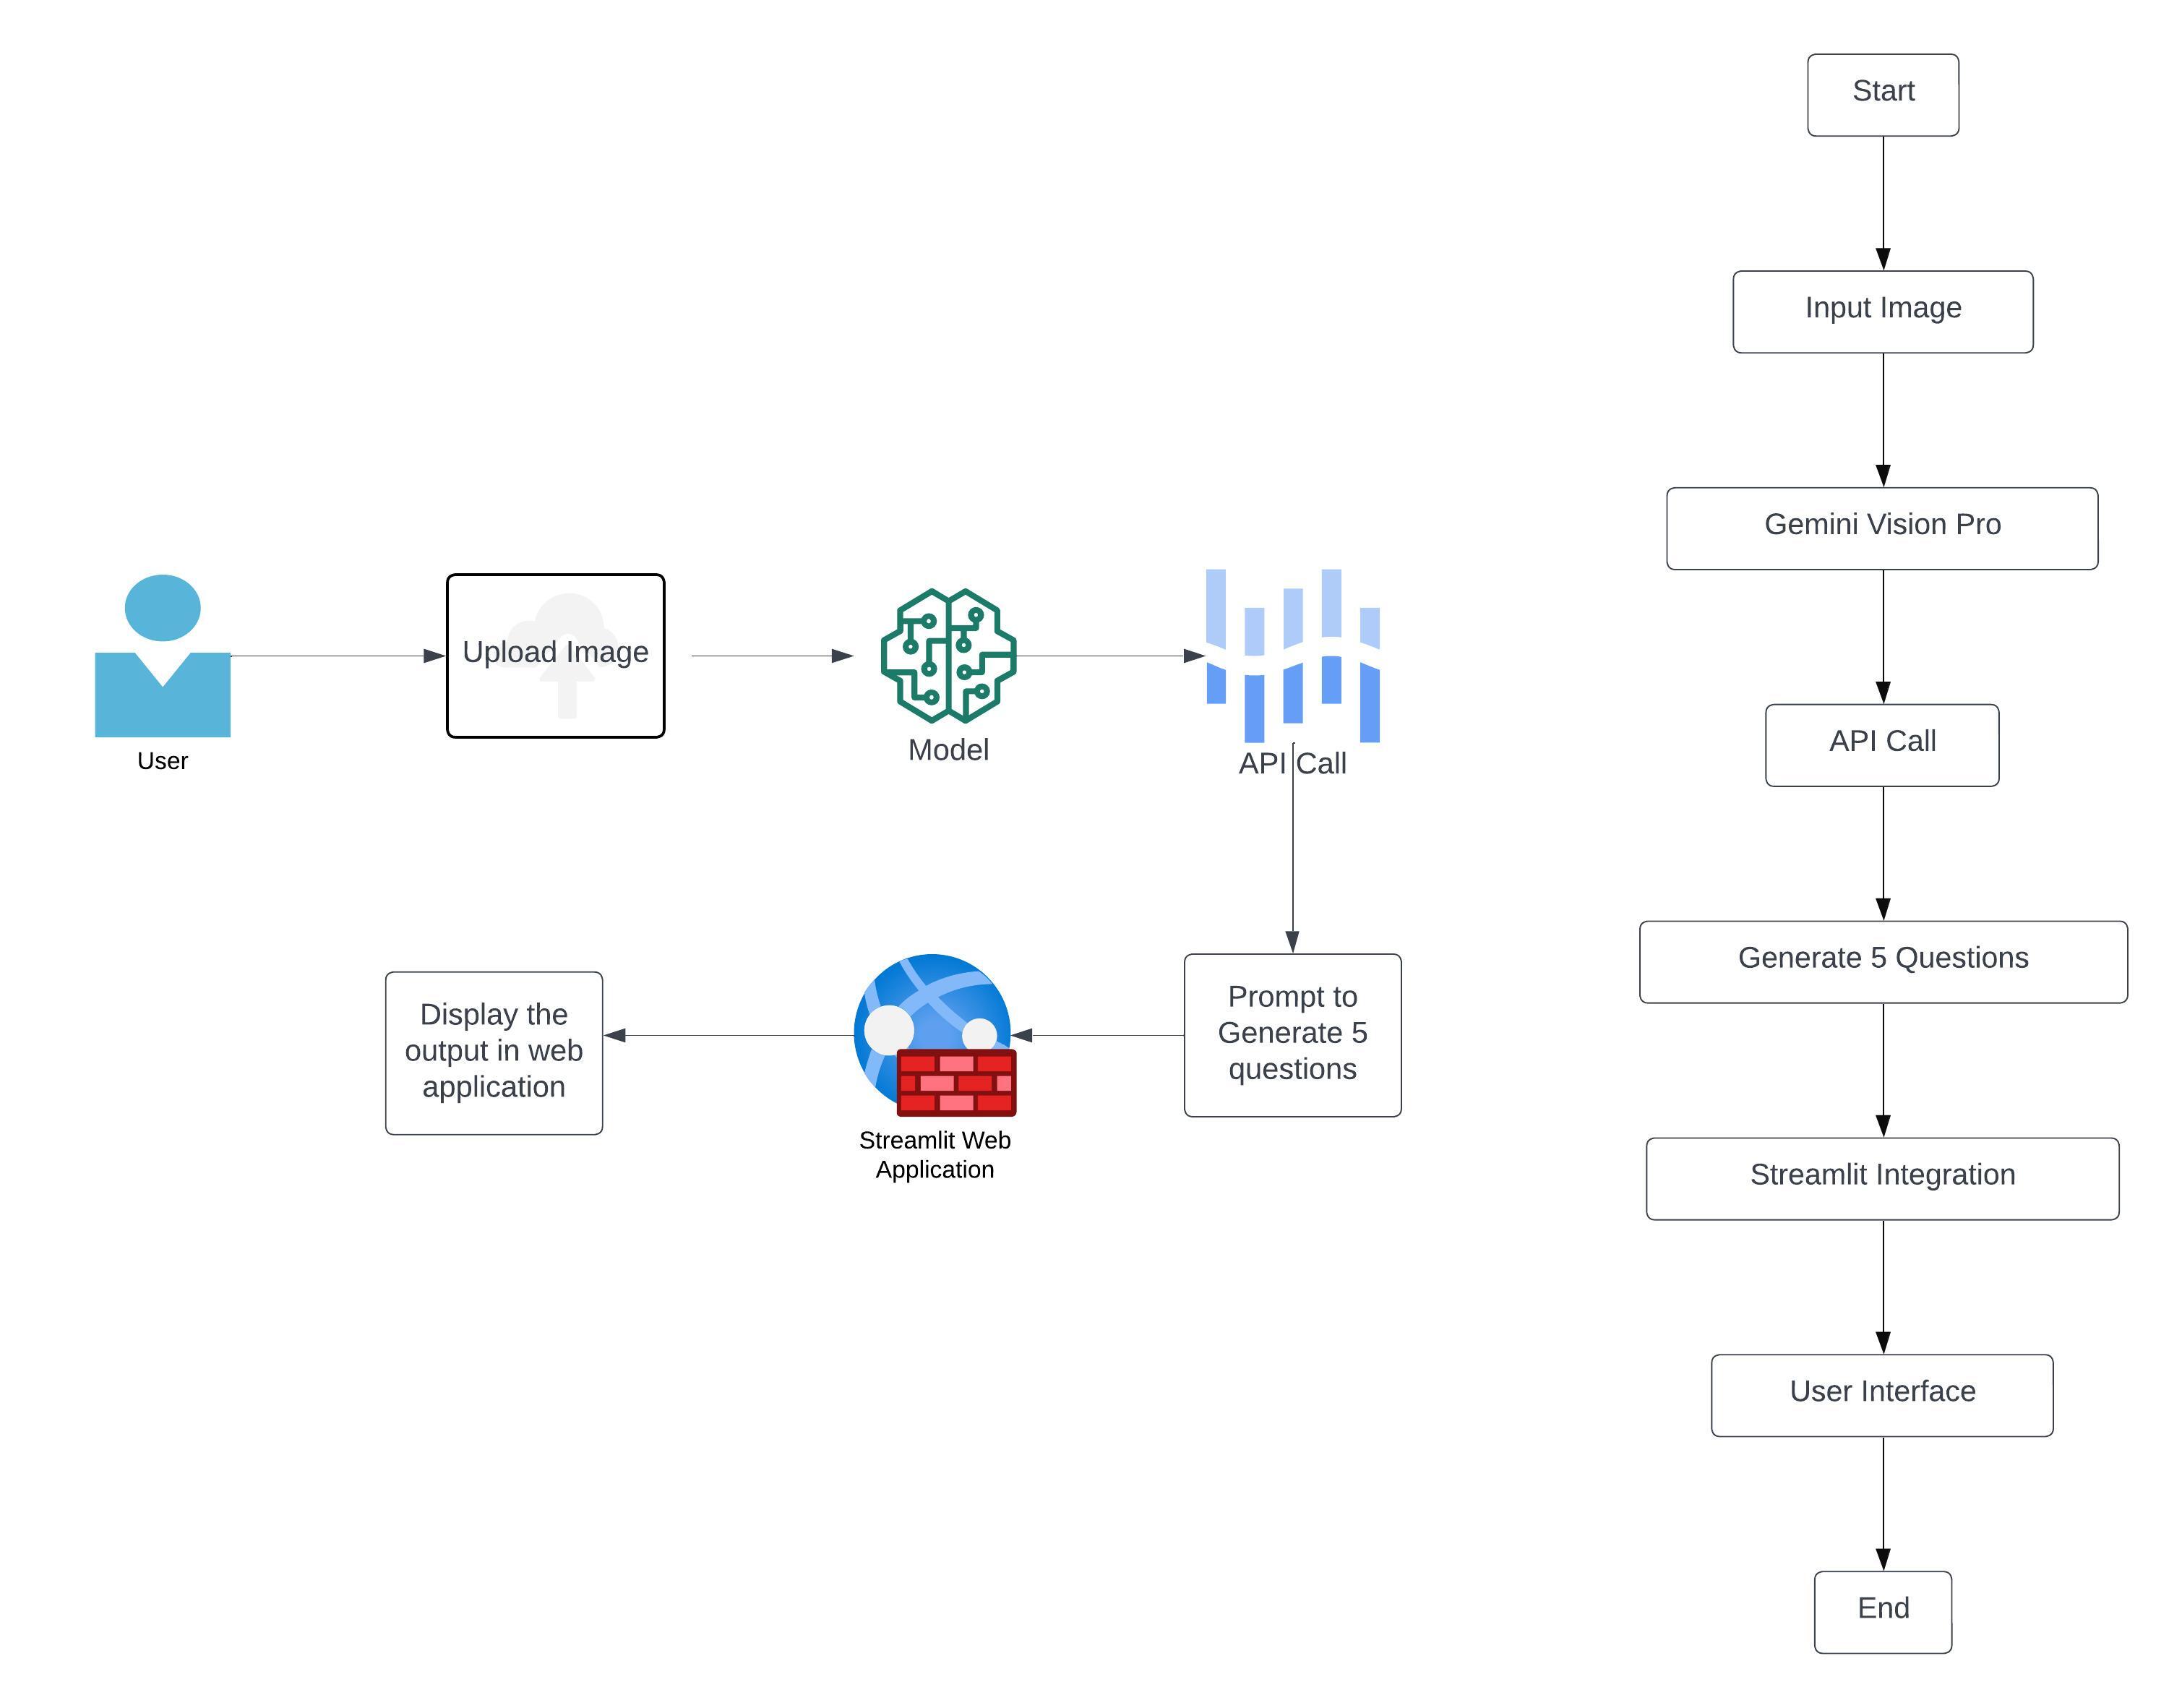 User
Upload Image
Model
API Call
Prompt to
Generate 5
questions
Streamlit Web
Application
Display the
output in web
application
Start
Input Image
Gemini Vision Pro
API Call
Generate 5 Questions
Streamlit Integration
User Interface
End